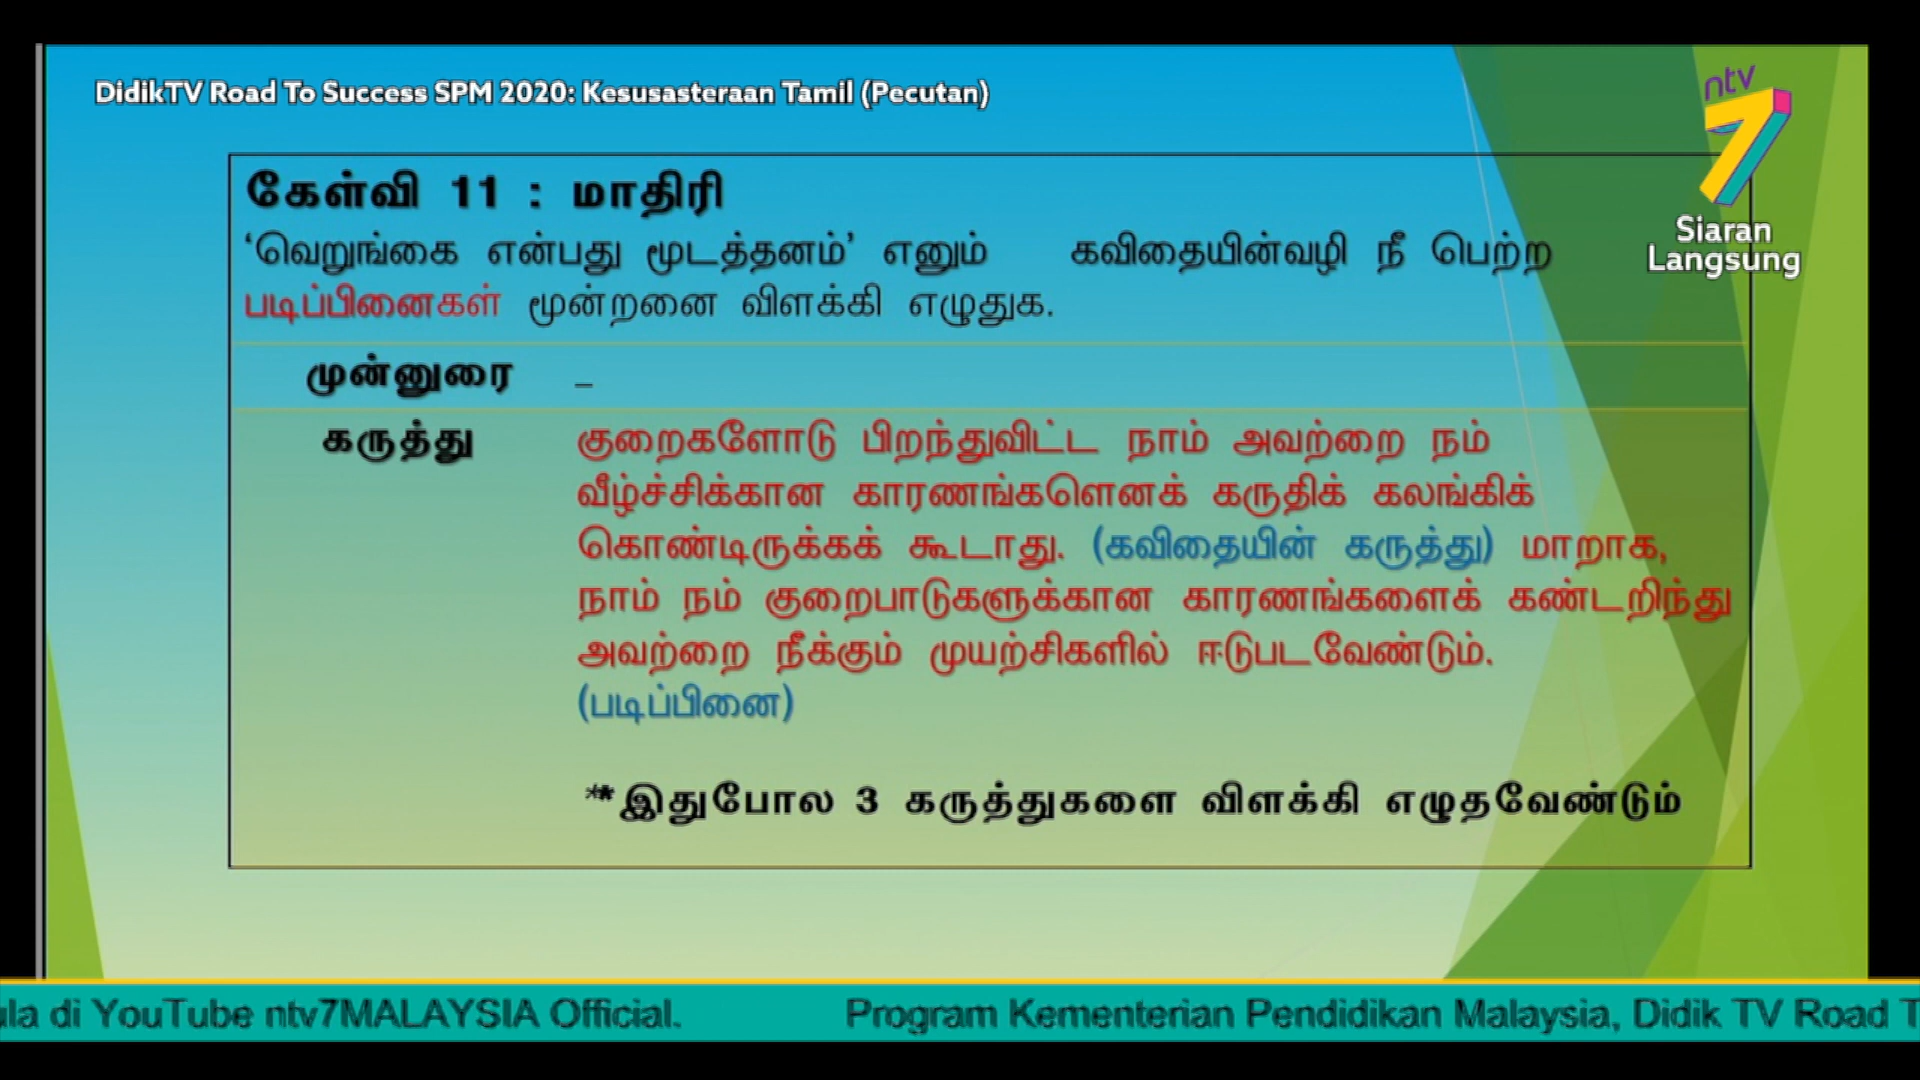 DidikTV Road To Success SPM 2020: Kesusasteraan Tamil (Pecutan)
ntv
7
Siaran
Langsung
கேள்வி 11 : மாதிரி
‘வெறுங்கை என்பது மூடத்தனம்’ எனும் கவிதையின்வழி நீ பெற்ற
படிப்பினைகள் மூன்றனை விளக்கி எழுதுக.
முன்னுரை –
கருத்து குறைகளோடு பிறந்துவிட்ட நாம் அவற்றை நம்
வீழ்ச்சிக்கான காரணங்களெனக் கருதிக் கலங்கிக்
கொண்டிருக்கக் கூடாது. (கவிதையின் கருத்து) மாறாக,
நாம் நம் குறைபாடுகளுக்கான காரணங்களைக் கண்டறிந்து
அவற்றை நீக்கும் முயற்சிகளில் ஈடுபடவேண்டும்.
(படிப்பினை)
**இதுபோல 3 கருத்துகளை விளக்கி எழுதவேண்டும்
ula di YouTube ntv7MALAYSIA Official. Program Kementerian Pendidikan Malaysia, Didik TV Road T